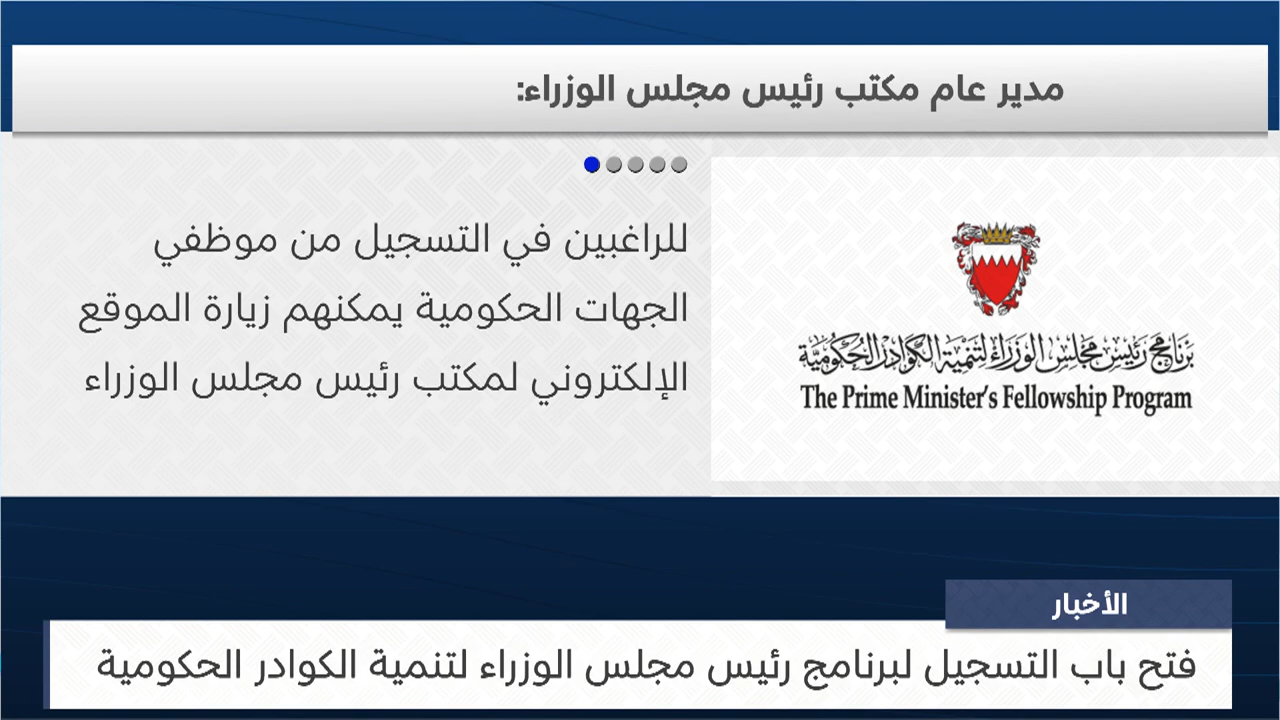 مدير عام مكتب رئيس مجلس الوزراء:
للراغبين في التسجيل من موظفي
الجهات الحكومية يمكنهم زيارة الموقع
الإلكتروني لمكتب رئيس مجلس الوزراء
برنامج رئيس مجلس الوزراء لتنمية الكوادر الحكومية
The Prime Minister's Fellowship Program
الأخبار
فتح باب التسجيل لبرنامج رئيس مجلس الوزراء لتنمية الكوادر الحكومية